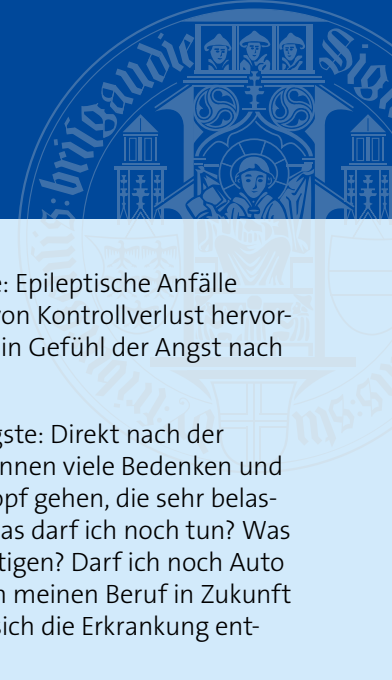 : Epileptische Anfälle
von Kontrollverlust hervor-
in Gefühl der Angst nach
gste: Direkt nach der
nnen viele Bedenken und
opf gehen, die sehr belas-
as darf ich noch tun? Was
tigen? Darf ich noch Auto
n meinen Beruf in Zukunft
sich die Erkrankung ent-